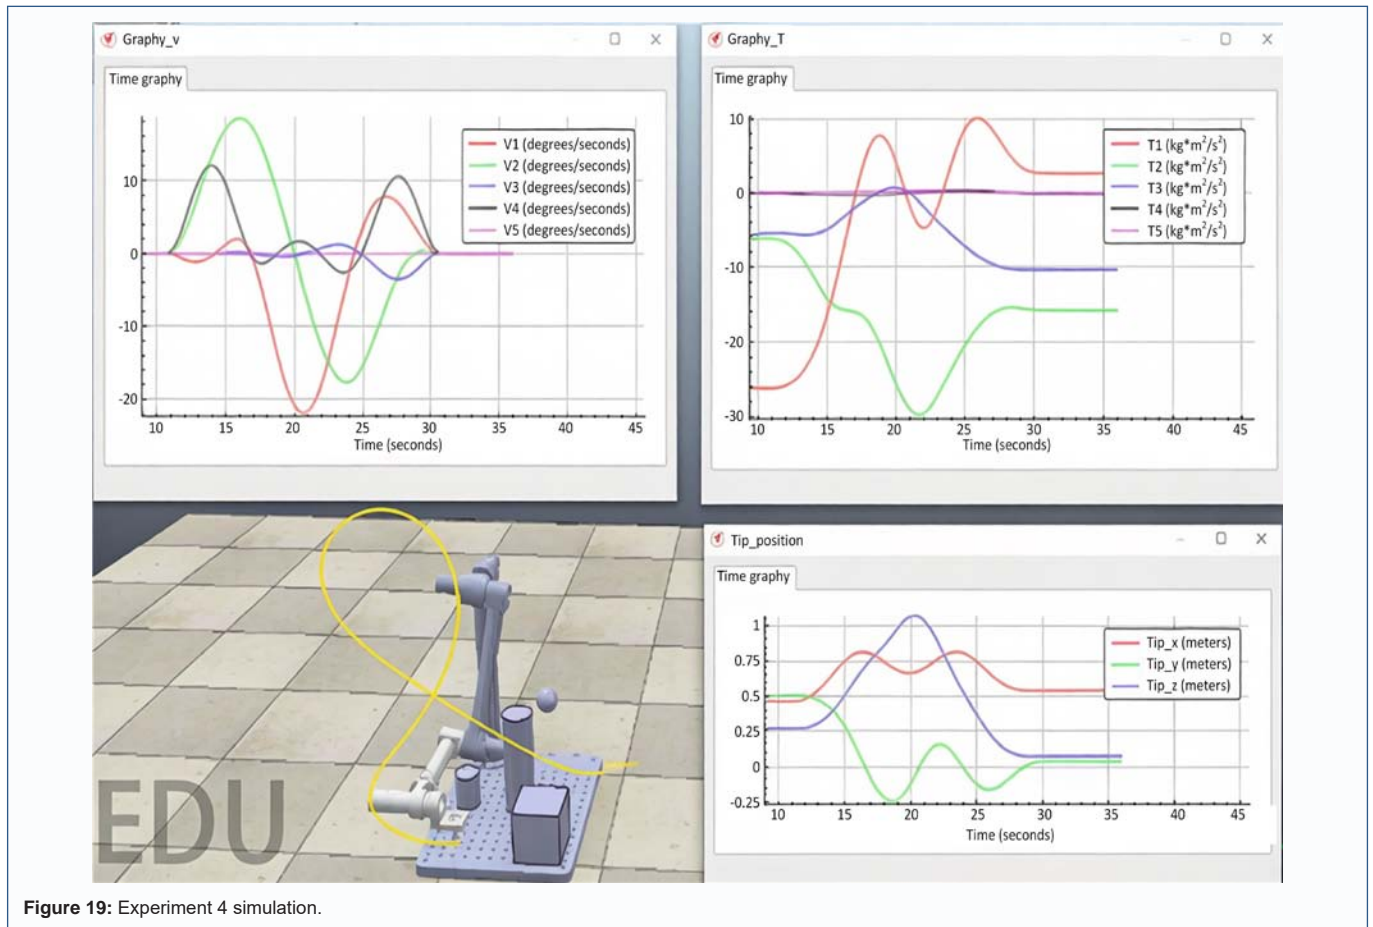 Graphy_v
Time graphy
10
0
-10
-20
V1 (degrees/seconds)
V2 (degrees/seconds)
V3 (degrees/seconds)
V4 (degrees/seconds)
V5 (degrees/seconds)
10 15 20 25 30 35 40 45
Time (seconds)
Graphy_T
Time graphy
10
0
-10
-20
-30
T1 (kg*m²/s²)
T2 (kg*m²/s²)
T3 (kg*m²/s²)
T4 (kg*m²/s²)
T5 (kg*m²/s²)
10 15 20 25 30 35 40 45
Time (seconds)
EDU
Tip_position
Time graphy
1
0.75
0.5
0.25
0
-0.25
Tip_x (meters)
Tip_y (meters)
Tip_z (meters)
10 15 20 25 30 35 40 45
Time (seconds)
Figure 19: Experiment 4 simulation.